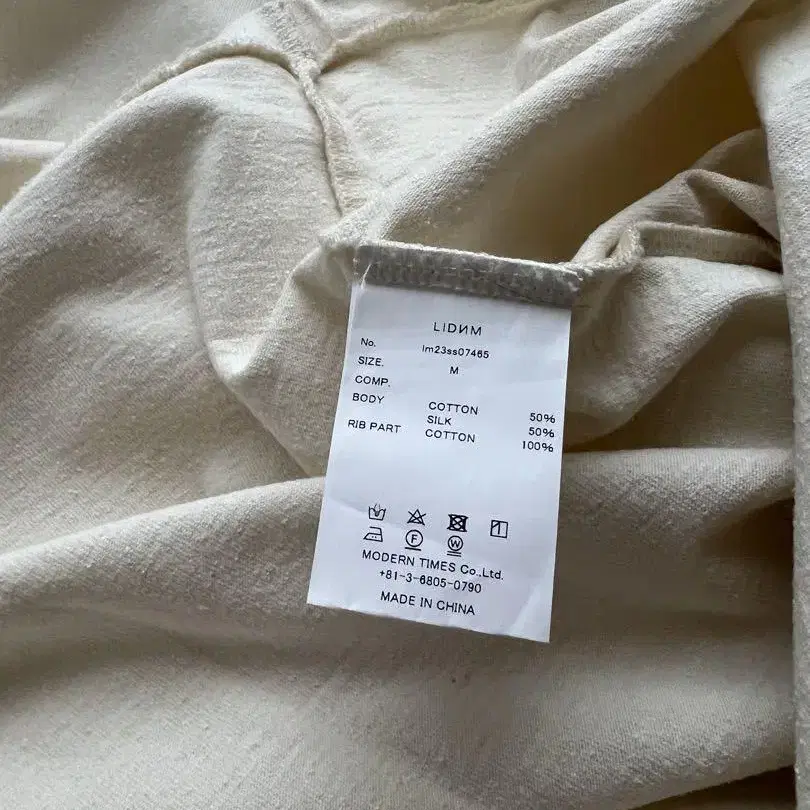 LIDИM
No. lm23ss07465
SIZE. M
COMP.
BODY COTTON 50%
SILK 50%
RIB PART COTTON 100%
F W
MODERN TIMES Co.,Ltd.
+81-3-6805-0790
MADE IN CHINA